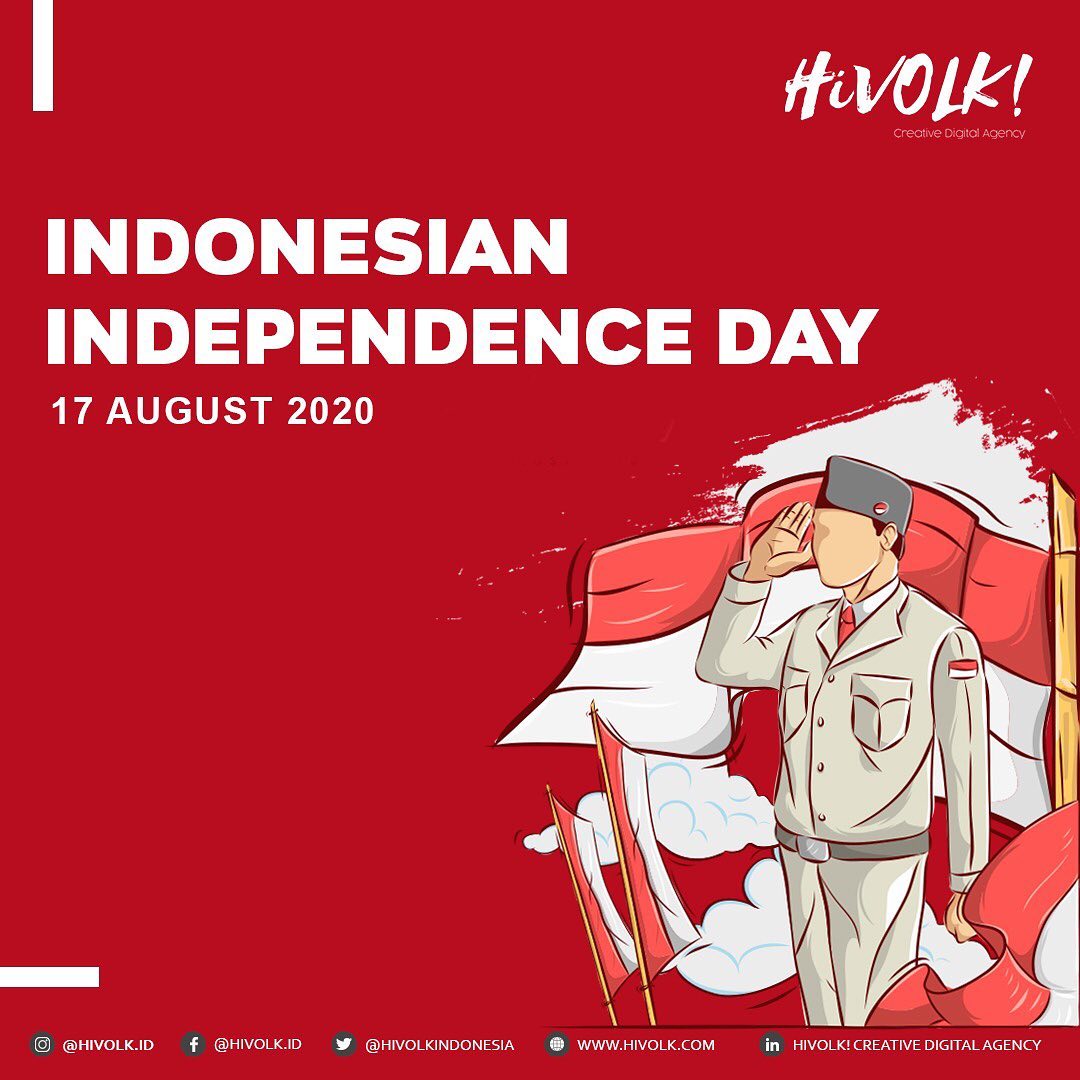 HiVOLK!
Creative Digital Agency
INDONESIAN
INDEPENDENCE DAY
17 AUGUST 2020
@HIVOLK.ID @HIVOLK.ID @HIVOLKINDONESIA WWW.HIVOLK.COM HIVOLK! CREATIVE DIGITAL AGENCY